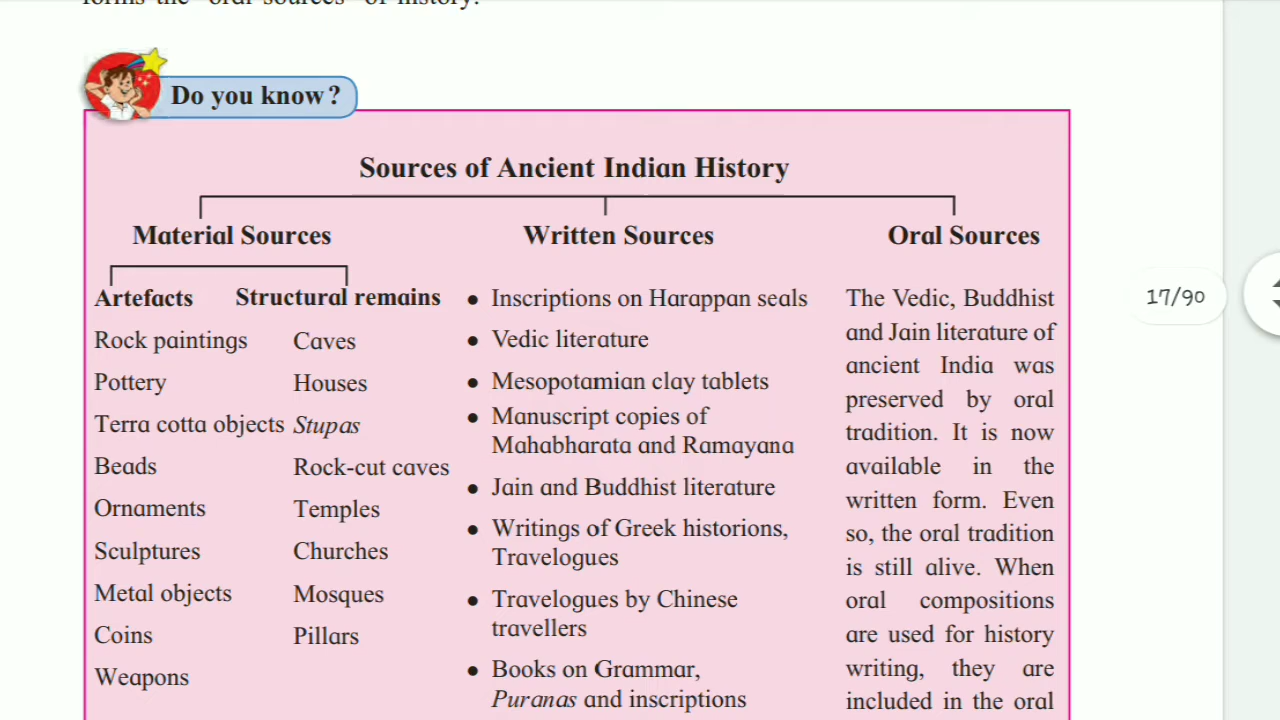 forms the "oral sources" of history.
Do you know?
Sources of Ancient Indian History
Material Sources
Written Sources
Oral Sources
Artefacts
Rock paintings
Pottery
Terra cotta objects
Beads
Ornaments
Sculptures
Metal objects
Coins
Weapons
Structural remains
Caves
Houses
Stupas
Rock-cut caves
Temples
Churches
Mosques
Pillars
● Inscriptions on Harappan seals
● Vedic literature
● Mesopotamian clay tablets
● Manuscript copies of
Mahabharata and Ramayana
● Jain and Buddhist literature
● Writings of Greek historions,
Travelogues
● Travelogues by Chinese
travellers
● Books on Grammar,
Puranas and inscriptions
The Vedic, Buddhist
and Jain literature of
ancient India was
preserved by oral
tradition. It is now
available in the
written form. Even
so, the oral tradition
is still alive. When
oral compositions
are used for history
writing, they are
included in the oral
17/90